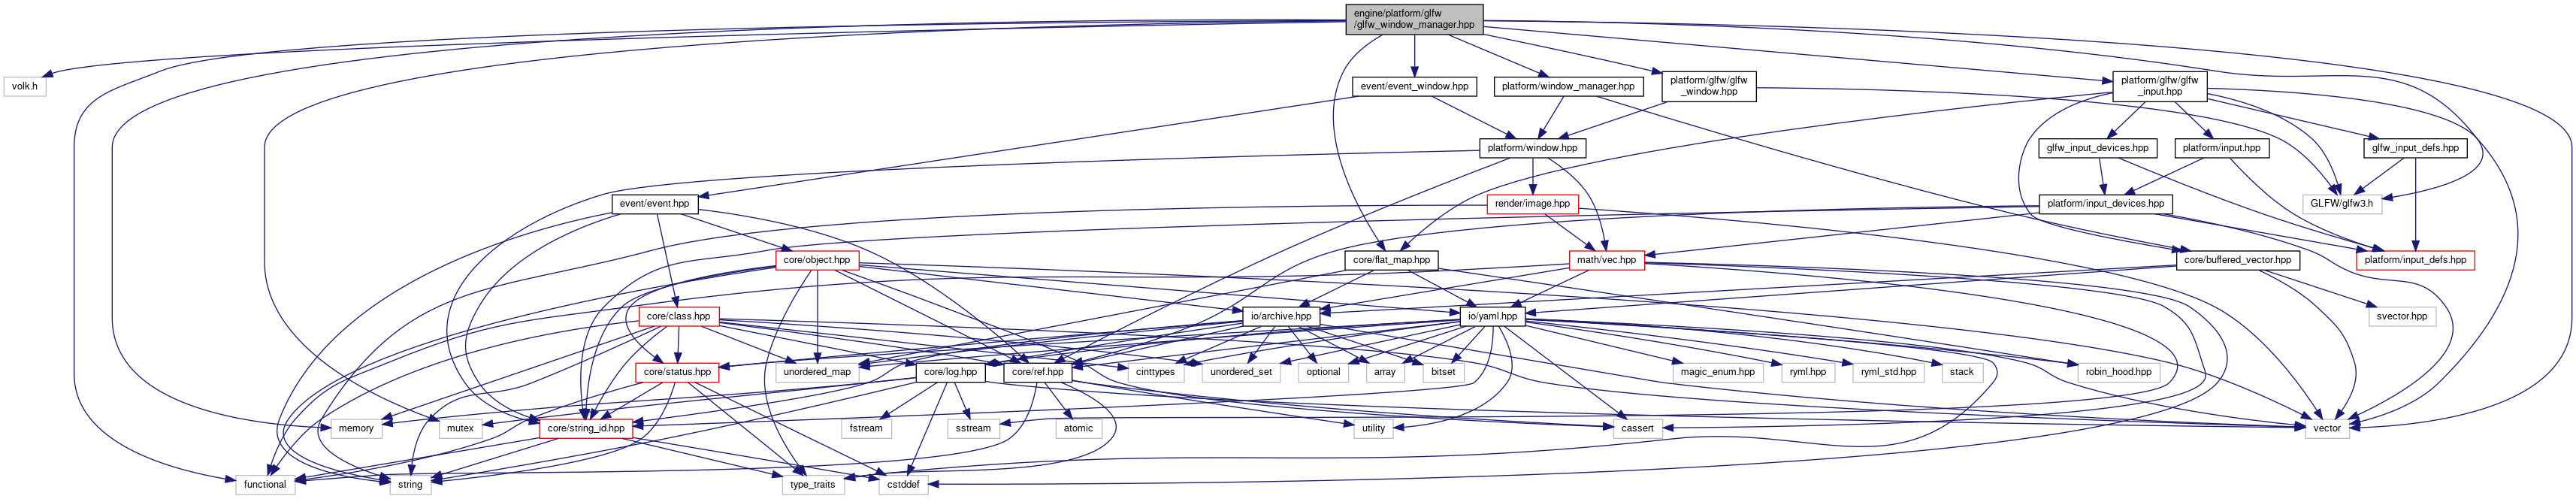 engine/platform/glfw
/glfw_window_manager.hpp
volk.h
event/event_window.hpp
platform/window_manager.hpp
platform/glfw/glfw
_window.hpp
platform/glfw/glfw
_input.hpp
platform/window.hpp
glfw_input_devices.hpp
platform/input.hpp
glfw_input_defs.hpp
event/event.hpp
render/image.hpp
platform/input_devices.hpp
GLFW/glfw3.h
core/object.hpp
core/flat_map.hpp
math/vec.hpp
core/buffered_vector.hpp
platform/input_defs.hpp
core/class.hpp
io/archive.hpp
io/yaml.hpp
svector.hpp
core/status.hpp
unordered_map
core/log.hpp
core/ref.hpp
cinttypes
unordered_set
optional
array
bitset
magic_enum.hpp
ryml.hpp
ryml_std.hpp
stack
robin_hood.hpp
memory
mutex
core/string_id.hpp
fstream
sstream
atomic
utility
cassert
vector
functional
string
type_traits
cstddef